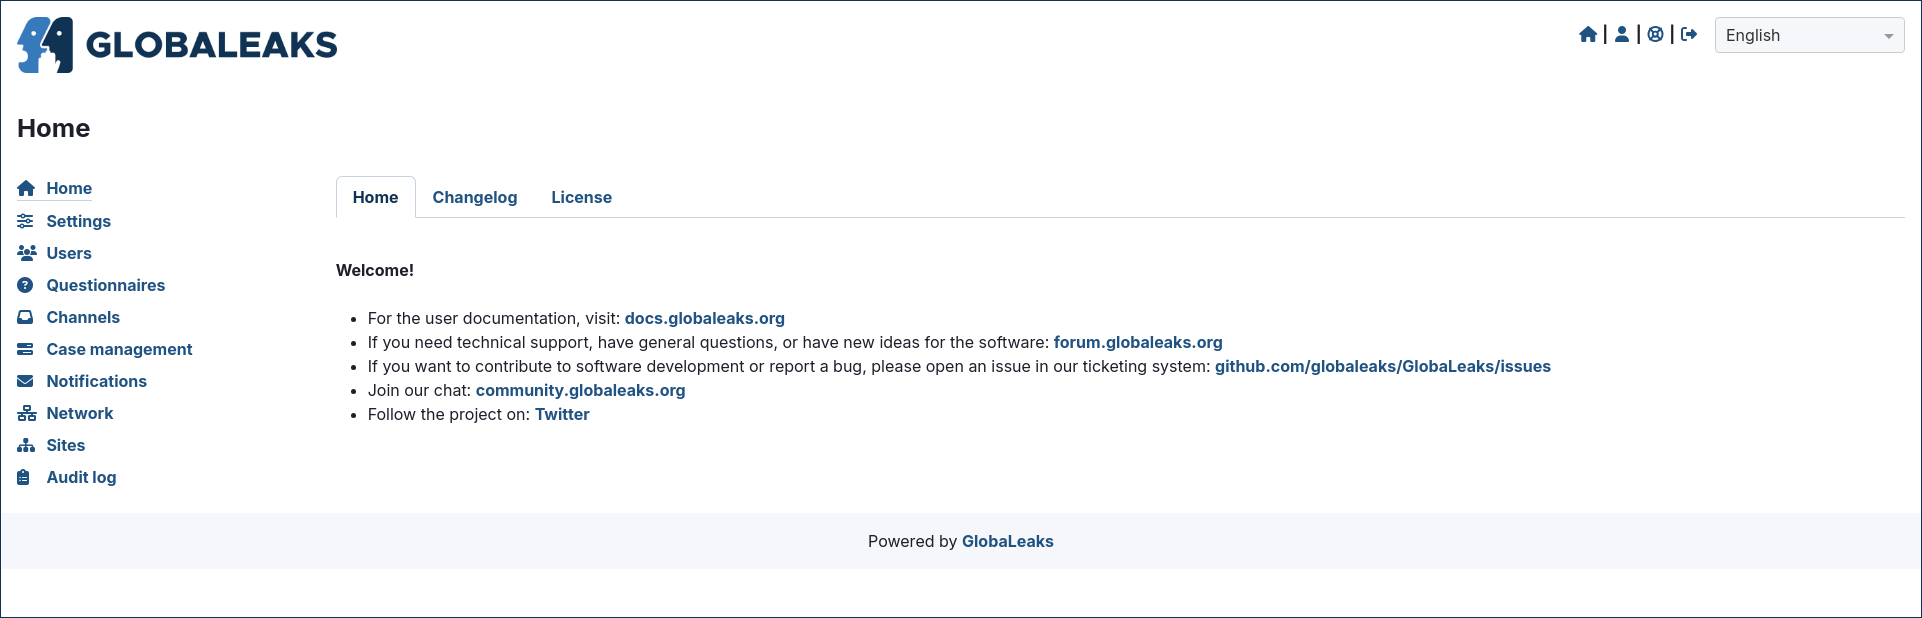 GLOBALEAKS
| | |
English
Home
Home
Settings
Users
Questionnaires
Channels
Case management
Notifications
Network
Sites
Audit log
Home Changelog License
Welcome!
• For the user documentation, visit: docs.globaleaks.org
• If you need technical support, have general questions, or have new ideas for the software: forum.globaleaks.org
• If you want to contribute to software development or report a bug, please open an issue in our ticketing system: github.com/globaleaks/GlobaLeaks/issues
• Join our chat: community.globaleaks.org
• Follow the project on: Twitter
Powered by GlobaLeaks